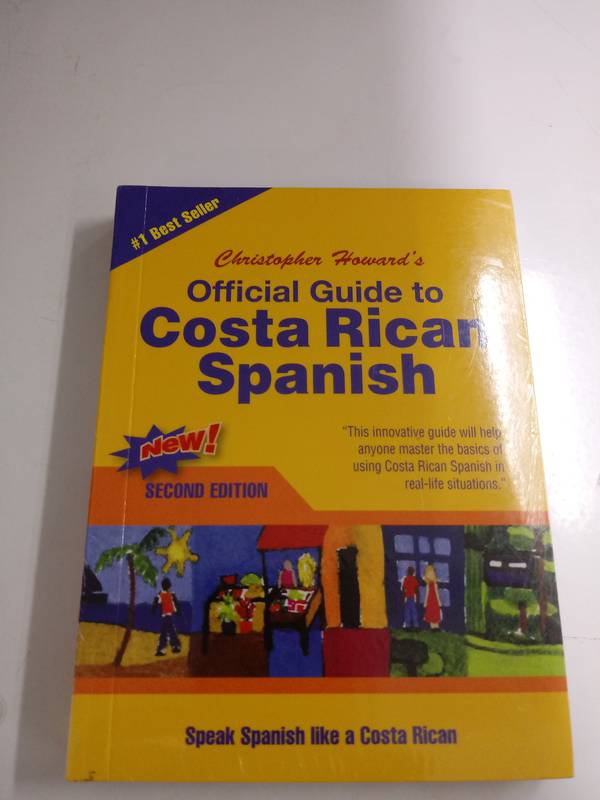 #1 Best Seller
Christopher Howard's
Official Guide to
Costa Rican
Spanish
New!
SECOND EDITION
"This innovative guide will help
anyone master the basics of
using Costa Rican Spanish in
real-life situations."
Speak Spanish like a Costa Rican